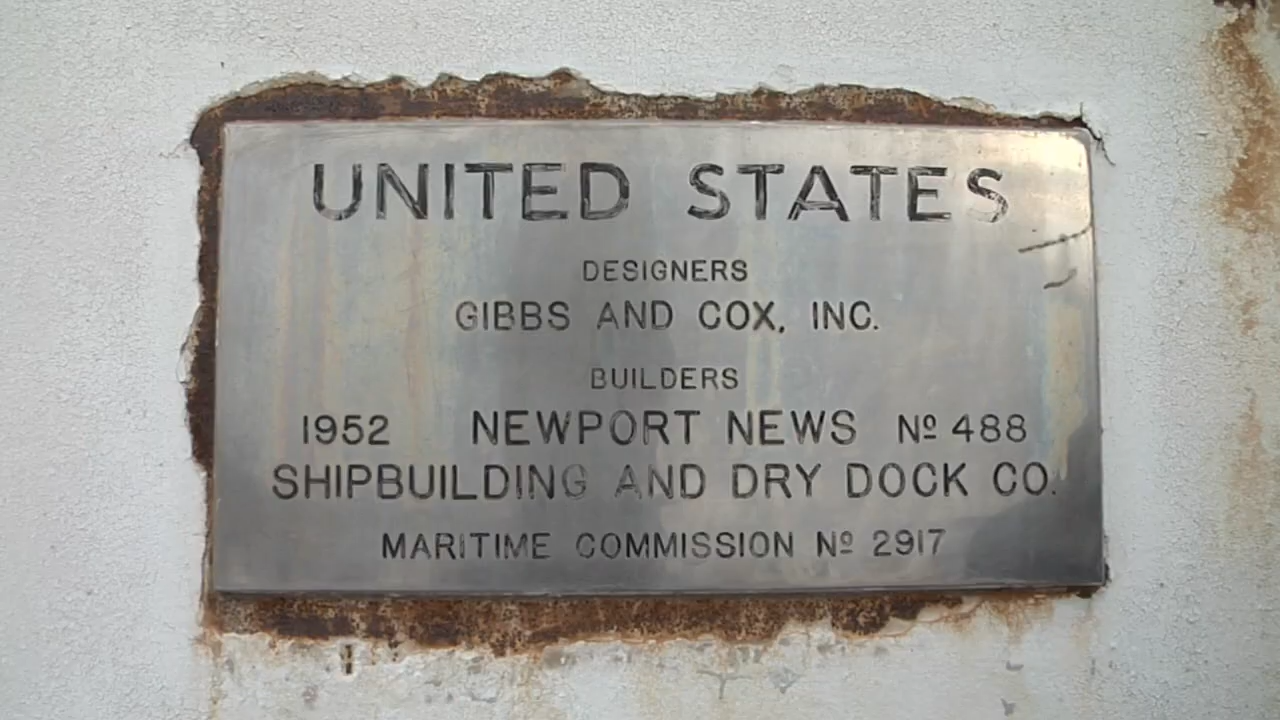 UNITED STATES
DESIGNERS
GIBBS AND COX, INC.
BUILDERS
1952 NEWPORT NEWS Nº 488
SHIPBUILDING AND DRY DOCK CO.
MARITIME COMMISSION Nº 2917